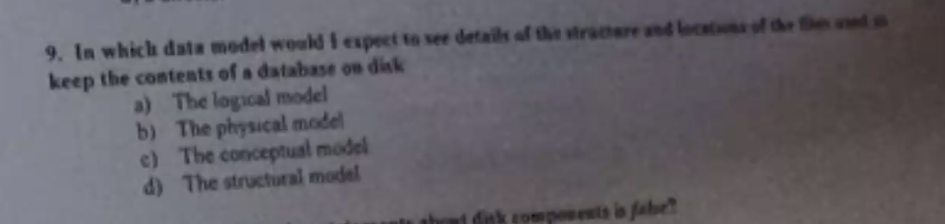 9. In which data model would I expect to see details of the structure and locations of the files used to
keep the contents of a database on disk
a) The logical model
b) The physical model
c) The conceptual model
d) The structural model
about disk components is false?